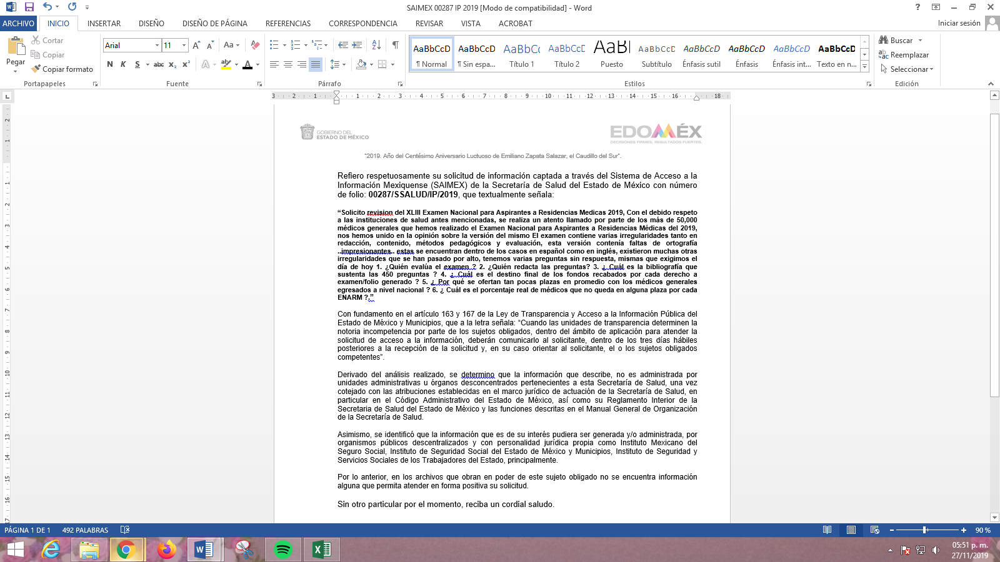 SAIMEX 00287 IP 2019 [Modo de compatibilidad] - Word
ARCHIVO INICIO INSERTAR DISEÑO DISEÑO DE PÁGINA REFERENCIAS CORRESPONDENCIA REVISAR VISTA ACROBAT Iniciar sesión
Pegar
Cortar
Copiar
Copiar formato
Portapapeles
Arial 11
N K S abc x₂ x²
Fuente
Párrafo
AaBbCcD AaBbCcD AaBbCc AaBbCcD AaB AaBbCcD AaBbCcD AaBbCcD AaBbCcD AaBbCcD
¶ Normal ¶ Sin espa... Título 1 Título 2 Puesto Subtítulo Énfasis sutil Énfasis Énfasis int... Texto en n...
Estilos
Buscar
Reemplazar
Seleccionar
Edición
3 2 1 1 2 3 4 5 6 7 8 9 10 11 12 13 14 15 16 18
GOBIERNO DEL
ESTADO DE MÉXICO
EDOMÉX
DECISIONES FIRMES, RESULTADOS FUERTES.
“2019. Año del Centésimo Aniversario Luctuoso de Emiliano Zapata Salazar, el Caudillo del Sur”.
Refiero respetuosamente su solicitud de información captada a través del Sistema de Acceso a la
Información Mexiquense (SAIMEX) de la Secretaría de Salud del Estado de México con número
de folio: 00287/SSALUD/IP/2019, que textualmente señala:
“Solicito revision del XLIII Examen Nacional para Aspirantes a Residencias Medicas 2019, Con el debido respeto
a las instituciones de salud antes mencionadas, se realiza un atento llamado por parte de los más de 50,000
médicos generales que hemos realizado el Examen Nacional para Aspirantes a Residencias Médicas del 2019,
nos hemos unido en la opinión sobre la versión del mismo El examen contiene varias irregularidades tanto en
redacción, contenido, métodos pedagógicos y evaluación, esta versión contenía faltas de ortografía
..impresionantes.. estas se encuentran dentro de los casos en español como en inglés, existieron muchas otras
irregularidades que se han pasado por alto, tenemos varias preguntas sin respuesta, mismas que exigimos el
día de hoy 1. ¿Quién evalúa el examen ? 2. ¿Quién redacta las preguntas? 3. ¿ Cuál es la bibliografía que
sustenta las 450 preguntas ? 4. ¿ Cuál es el destino final de los fondos recabados por cada derecho a
examen/folio generado ? 5. ¿ Por qué se ofertan tan pocas plazas en promedio con los médicos generales
egresados a nivel nacional ? 6. ¿ Cuál es el porcentaje real de médicos que no queda en alguna plaza por cada
ENARM ?.”
Con fundamento en el artículo 163 y 167 de la Ley de Transparencia y Acceso a la Información Pública del
Estado de México y Municipios, que a la letra señala: “Cuando las unidades de transparencia determinen la
notoria incompetencia por parte de los sujetos obligados, dentro del ámbito de aplicación para atender la
solicitud de acceso a la información, deberán comunicarlo al solicitante, dentro de los tres días hábiles
posteriores a la recepción de la solicitud y, en su caso orientar al solicitante, el o los sujetos obligados
competentes”.
Derivado del análisis realizado, se determino que la información que describe, no es administrada por
unidades administrativas u órganos desconcentrados pertenecientes a esta Secretaría de Salud, una vez
cotejado con las atribuciones establecidas en el marco jurídico de actuación de la Secretaría de Salud, en
particular en el Código Administrativo del Estado de México, así como su Reglamento Interior de la
Secretaria de Salud del Estado de México y las funciones descritas en el Manual General de Organización
de la Secretaría de Salud.
Asimismo, se identificó que la información que es de su interés pudiera ser generada y/o administrada, por
organismos públicos descentralizados y con personalidad jurídica propia como Instituto Mexicano del
Seguro Social, Instituto de Seguridad Social del Estado de México y Municipios, Instituto de Seguridad y
Servicios Sociales de los Trabajadores del Estado, principalmente.
Por lo anterior, en los archivos que obran en poder de este sujeto obligado no se encuentra información
alguna que permita atender en forma positiva su solicitud.
Sin otro particular por el momento, reciba un cordial saludo.
PÁGINA 1 DE 1 492 PALABRAS 90 %
05:51 p. m.
27/11/2019